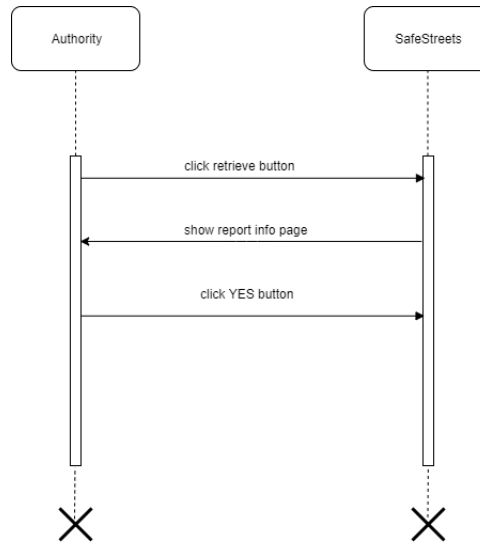 Authority
SafeStreets
click retrieve button
show report info page
click YES button